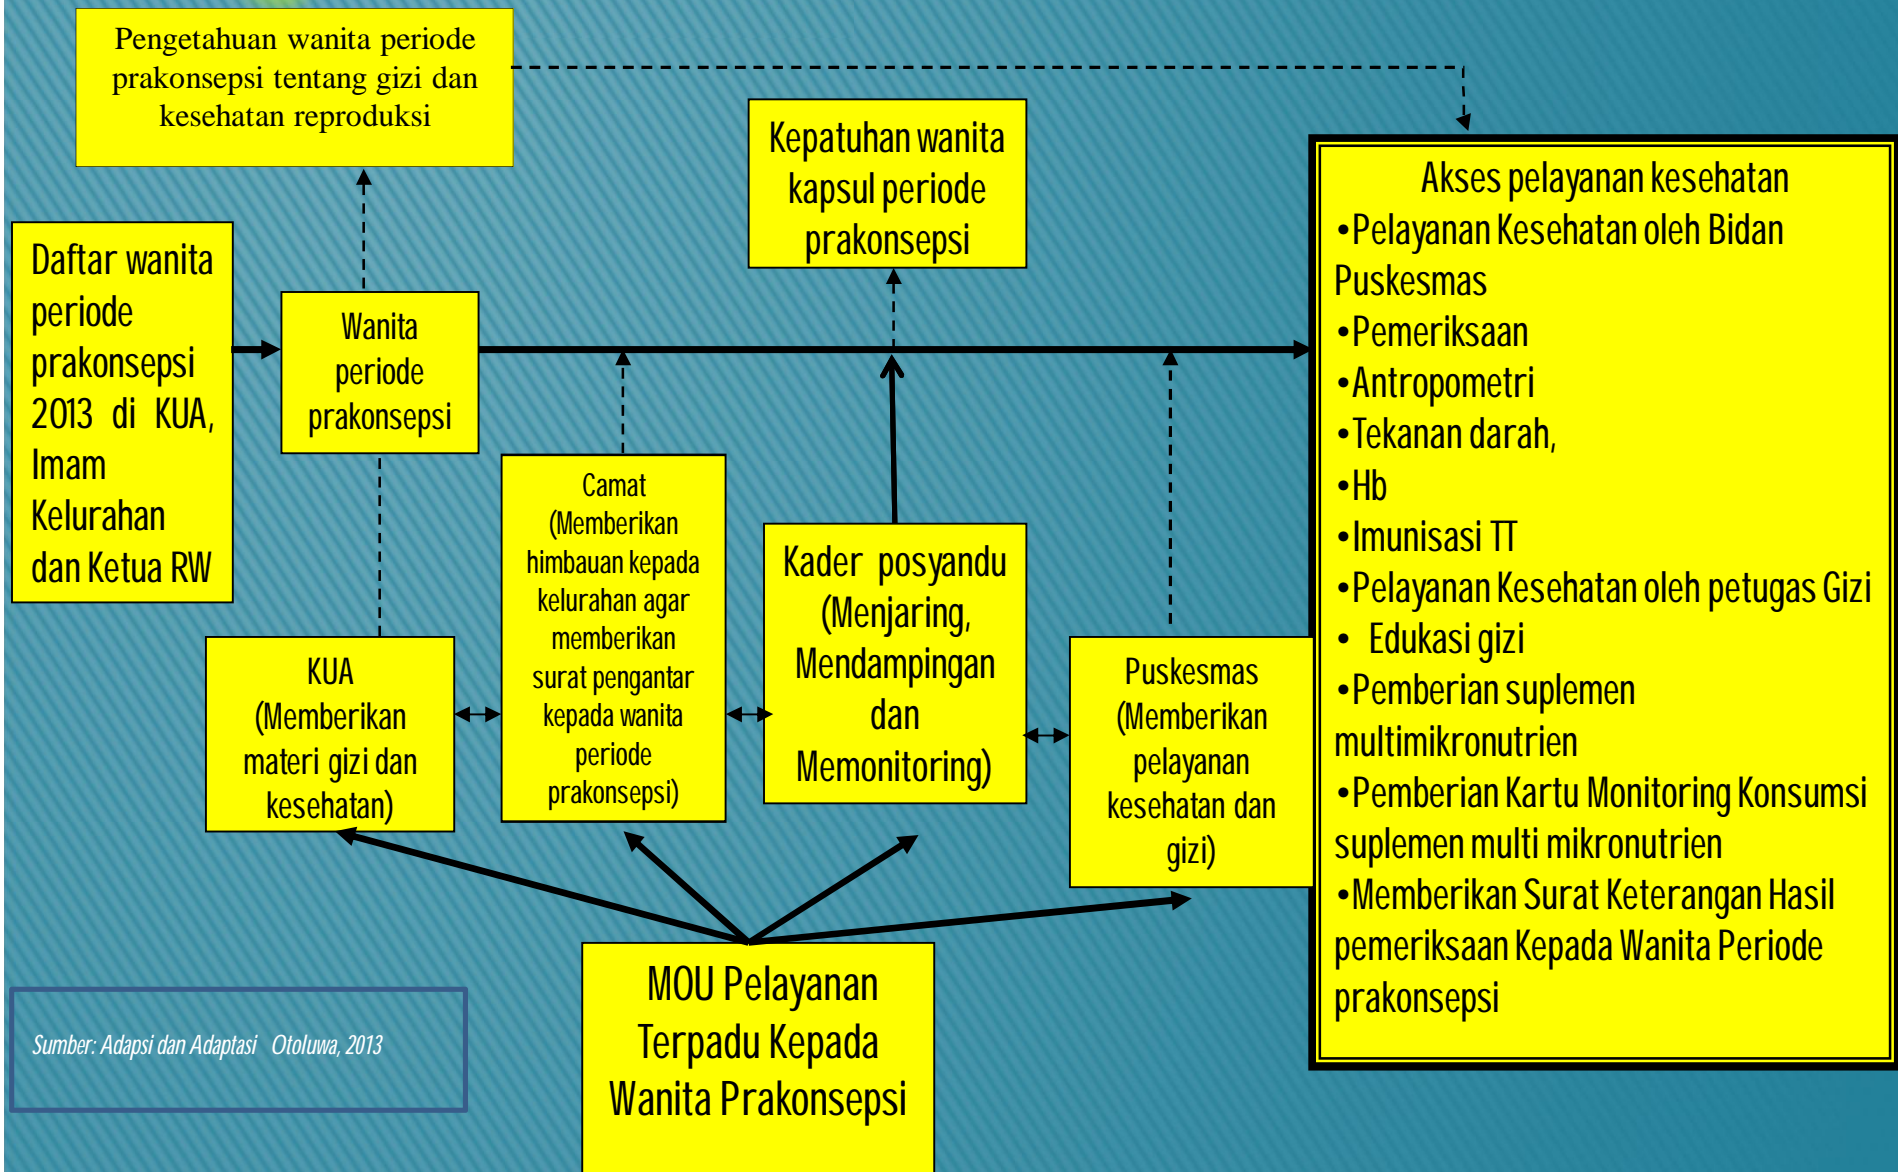 Pengetahuan wanita periode
prakonsepsi tentang gizi dan
kesehatan reproduksi
Kepatuhan wanita
kapsul periode
prakonsepsi
Daftar wanita
periode
prakonsepsi
2013 di KUA,
Imam
Kelurahan
dan Ketua RW
Wanita
periode
prakonsepsi
KUA
(Memberikan
materi gizi dan
kesehatan)
Camat
(Memberikan
himbauan kepada
kelurahan agar
memberikan
surat pengantar
kepada wanita
periode
prakonsepsi)
Kader posyandu
(Menjaring,
Mendampingan
dan
Memonitoring)
Puskesmas
(Memberikan
pelayanan
kesehatan dan
gizi)
Akses pelayanan kesehatan
•Pelayanan Kesehatan oleh Bidan
Puskesmas
•Pemeriksaan
•Antropometri
•Tekanan darah,
•Hb
•Imunisasi TT
•Pelayanan Kesehatan oleh petugas Gizi
• Edukasi gizi
•Pemberian suplemen
multimikronutrien
•Pemberian Kartu Monitoring Konsumsi
suplemen multi mikronutrien
•Memberikan Surat Keterangan Hasil
pemeriksaan Kepada Wanita Periode
prakonsepsi
MOU Pelayanan
Terpadu Kepada
Wanita Prakonsepsi
Sumber: Adapsi dan Adaptasi Otoluwa, 2013